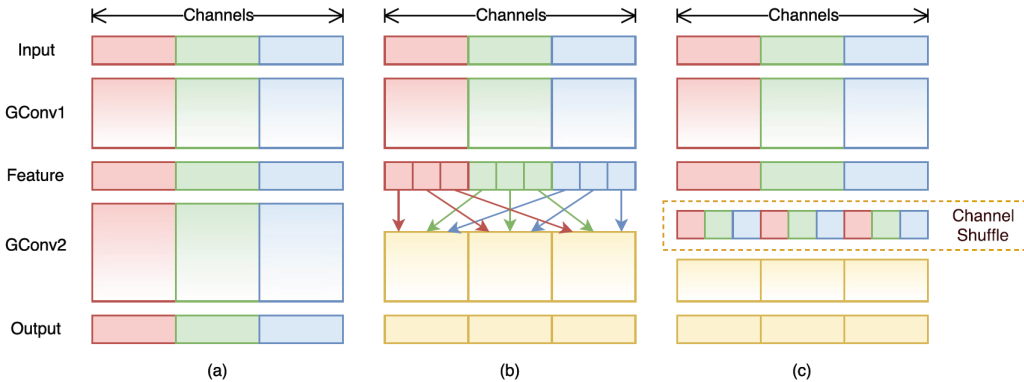 Channels
Channels
Channels
Input
GConv1
Feature
Channel
Shuffle
GConv2
Output
(a)
(b)
(c)